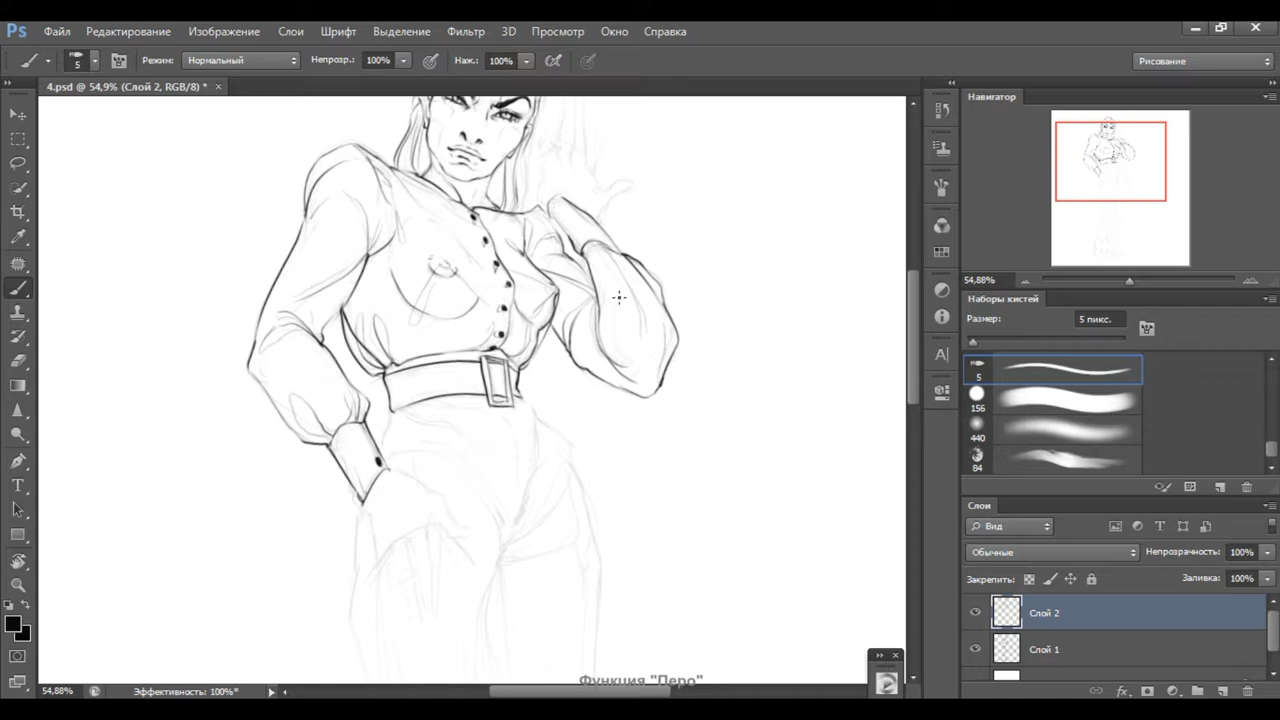 Ps Файл Редактирование Изображение Слои Шрифт Выделение Фильтр 3D Просмотр Окно Справка
5 Режим: Нормальный Непрозр.: 100% Наж.: 100% Рисование
4.psd @ 54,9% (Слой 2, RGB/8) * ×
Навигатор
54,88%
Наборы кистей
Размер: 5 пикс.
5
156
440
84
Слои
Вид
Обычные Непрозрачность: 100%
Закрепить: Заливка: 100%
Слой 2
Слой 1
Функция "Перо"
54,88% Эффективность: 100%*